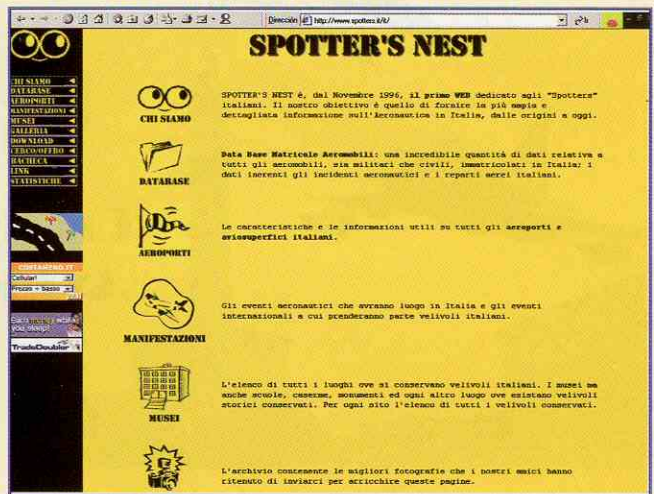 Dirección http://www.spotters.it/it/
SPOTTER'S NEST
CHI SIAMO
DATABASE
AEROPORTI
MANIFESTAZIONI
MUSEI
GALLERIA
DOWNLOAD
CERCO/OFFRO
BACHECA
LINK
STATISTICHE
Cellulari
Prezzo + basso
TradeDoubler
CHI SIAMO
SPOTTER'S NEST è, dal Novembre 1996, il primo WEB dedicato agli "Spotters"
italiani. Il nostro obiettivo è quello di fornire la più ampia e
dettagliata informazione sull'Aeronautica in Italia, dalle origini a oggi.
DATABASE
Data Base Matricole Aeromobili: una incredibile quantità di dati relativa a
tutti gli aeromobili, sia militari che civili, immatricolati in Italia; i
dati inerenti gli incidenti aeronautici e i reparti aerei italiani.
AEROPORTI
Le caratteristiche e le informazioni utili su tutti gli aeroporti e
aviosuperfici italiani.
MANIFESTAZIONI
Gli eventi aeronautici che avranno luogo in Italia e gli eventi
internazionali a cui prenderanno parte velivoli italiani.
MUSEI
L'elenco di tutti i luoghi ove si conservano velivoli italiani. I musei ma
anche scuole, caserme, monumenti ed ogni altro luogo ove esistano velivoli
storici conservati. Per ogni sito l'elenco di tutti i velivoli conservati.
L'archivio contenente le migliori fotografie che i nostri amici hanno
ritenuto di inviarci per arricchire queste pagine.